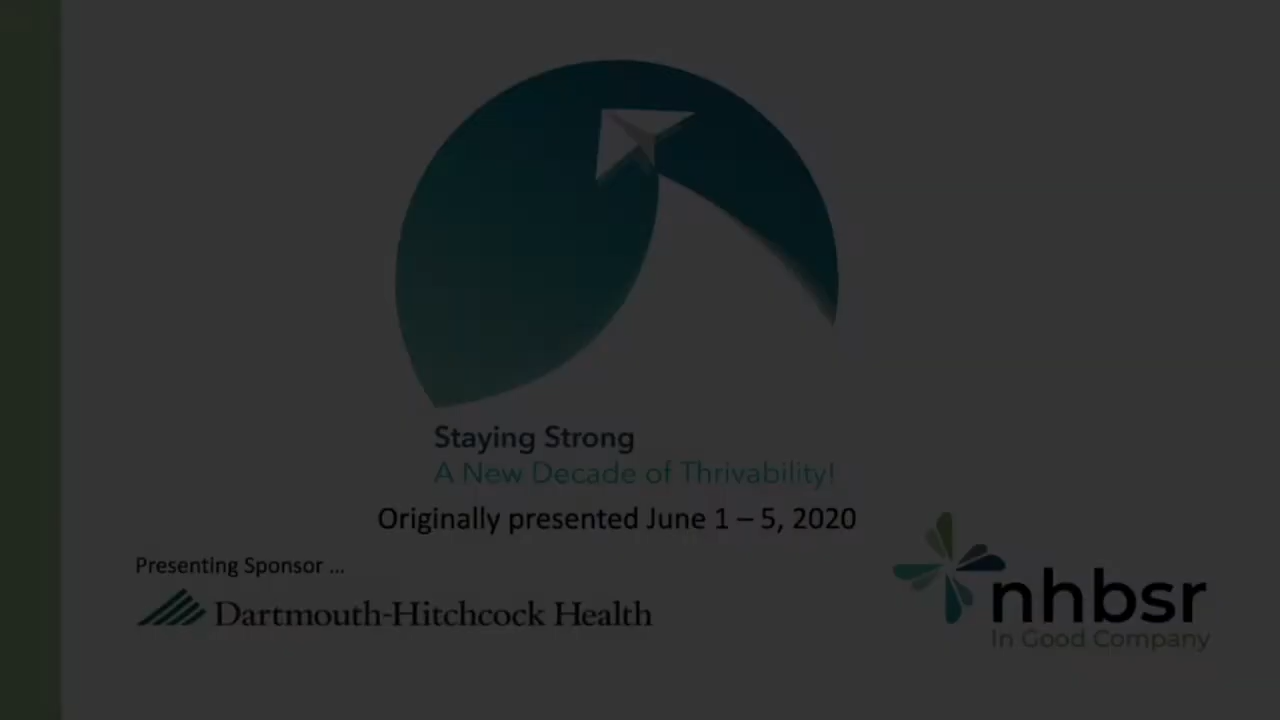 Staying Strong
A New Decade of Thrivability!
Originally presented June 1 – 5, 2020
Presenting Sponsor ...
Dartmouth-Hitchcock Health
nhbsr
In Good Company